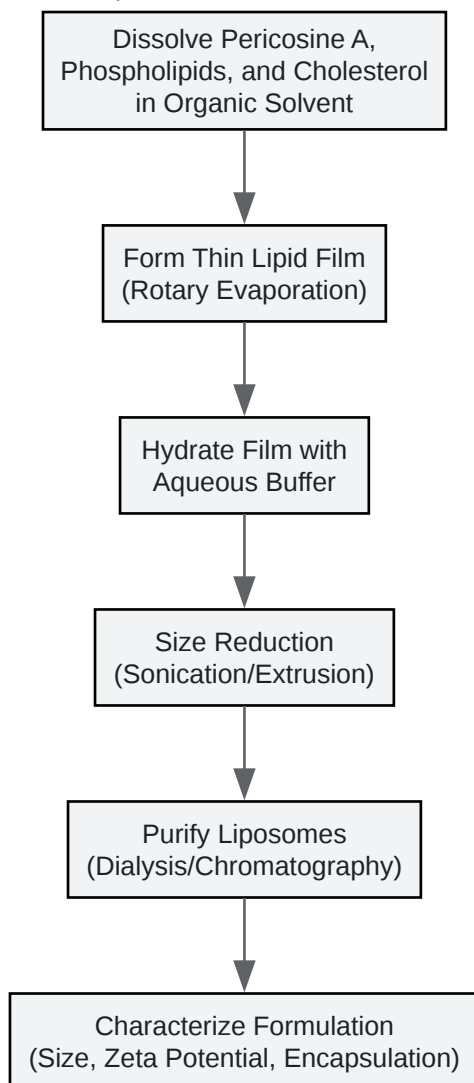 Dissolve Pericosine A,
Phospholipids, and Cholesterol
in Organic Solvent
Form Thin Lipid Film
(Rotary Evaporation)
Hydrate Film with
Aqueous Buffer
Size Reduction
(Sonication/Extrusion)
Purify Liposomes
(Dialysis/Chromatography)
Characterize Formulation
(Size, Zeta Potential, Encapsulation)